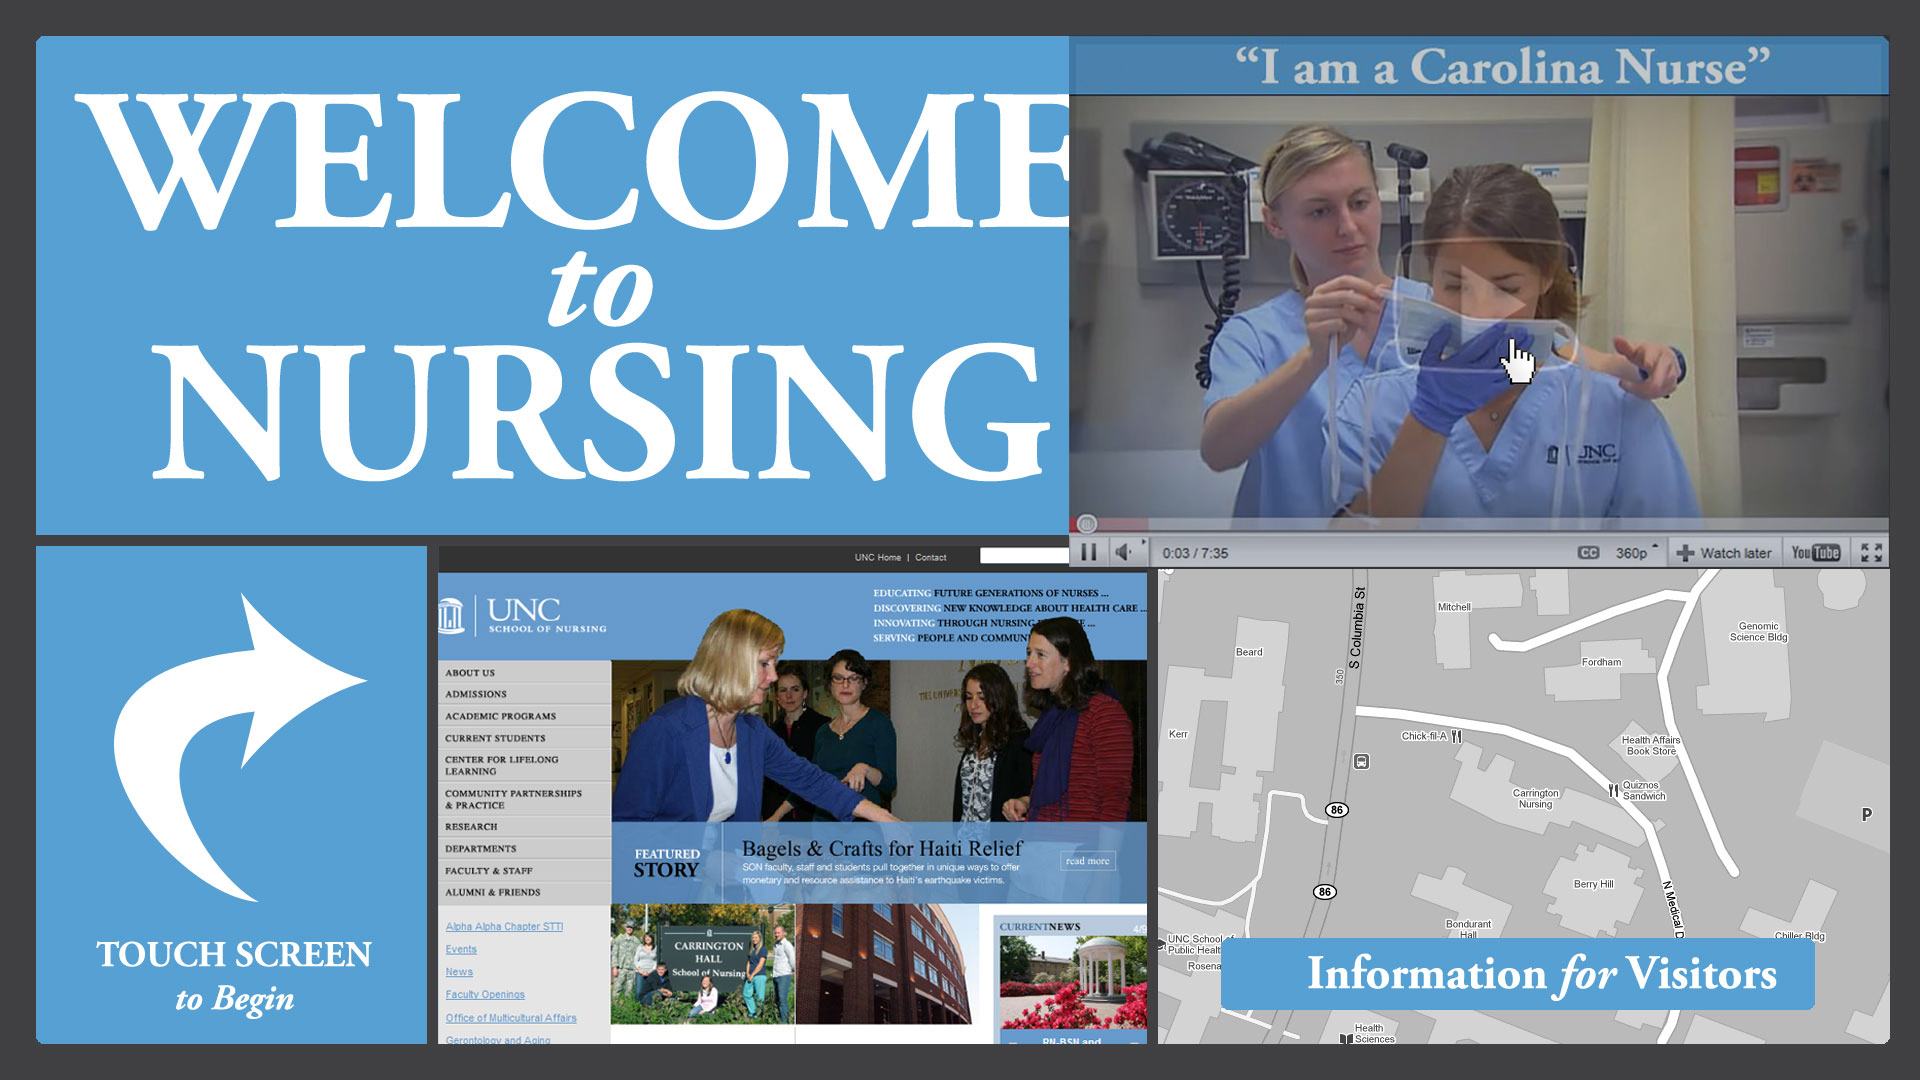 WELCOME
to
NURSING
“I am a Carolina Nurse”
UNC
0:03 / 7:35
CC
360p
Watch later
YouTube
TOUCH SCREEN
to Begin
UNC Home | Contact
UNC
SCHOOL OF NURSING
EDUCATING FUTURE GENERATIONS OF NURSES ...
DISCOVERING NEW KNOWLEDGE ABOUT HEALTH CARE ...
INNOVATING THROUGH NURSING
SERVING PEOPLE AND
ABOUT US
ADMISSIONS
ACADEMIC PROGRAMS
CURRENT STUDENTS
CENTER FOR LIFELONG
LEARNING
COMMUNITY PARTNERSHIPS
& PRACTICE
RESEARCH
DEPARTMENTS
FACULTY & STAFF
ALUMNI & FRIENDS
Alpha Alpha Chapter STTI
Events
News
Faculty Openings
Office of Multicultural Affairs
Gerontology and Aging
FEATURED
STORY
Bagels & Crafts for Haiti Relief
SON faculty, staff and students pull together in unique ways to offer
monetary and resource assistance to Haiti's earthquake victims.
read more
CARRINGTON
HALL
School of Nursing
CURRENTNEWS
RN-BSN and
S Columbia St
350
Mitchell
Genomic
Science Bldg
Beard
Fordham
Kerr
Chick-fil-A
Health Affairs
Book Store
Carrington
Nursing
Quiznos
Sandwich
86
P
86
Berry Hill
N Medical D
Bondurant
Hall
Chiller Bldg
UNC School of
Public Healt
Rosena
Information for Visitors
Health
Sciences